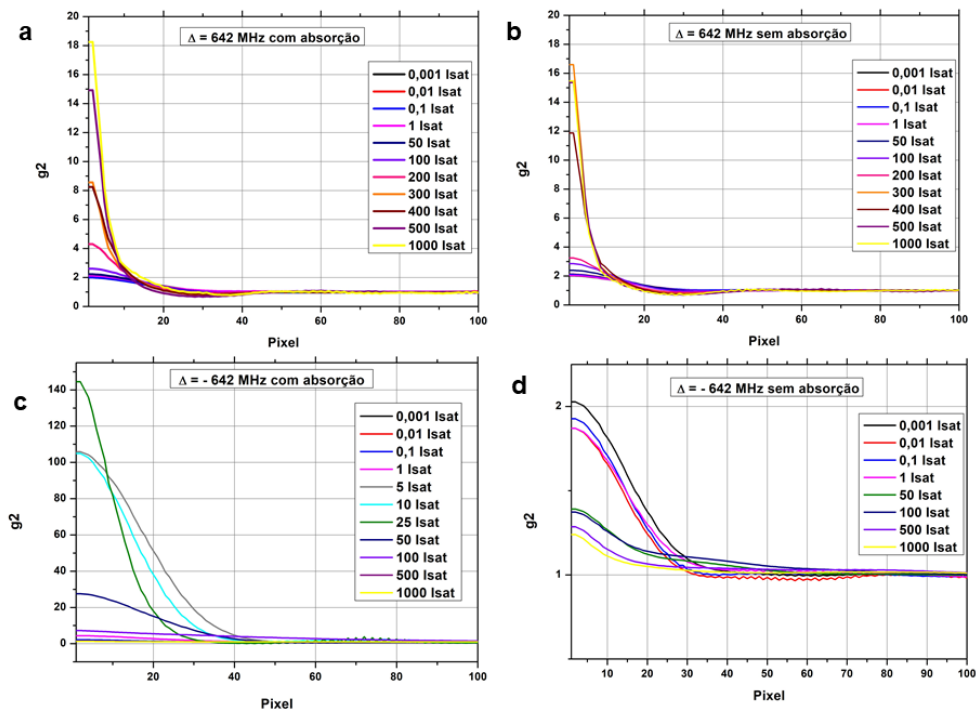 a
Δ = 642 MHz com absorção
0,001 Isat
0,01 Isat
0,1 Isat
1 Isat
50 Isat
100 Isat
200 Isat
300 Isat
400 Isat
500 Isat
1000 Isat
20
18
16
14
12
10
8
6
4
2
0
g2
20 40 60 80 100
Pixel
b
Δ = 642 MHz sem absorção
0,001 Isat
0,01 Isat
0,1 Isat
1 Isat
50 Isat
100 Isat
200 Isat
300 Isat
400 Isat
500 Isat
1000 Isat
20
18
16
14
12
10
8
6
4
2
0
g2
20 40 60 80 100
Pixel
c
Δ = - 642 MHz com absorção
0,001 Isat
0,01 Isat
0,1 Isat
1 Isat
5 Isat
10 Isat
25 Isat
50 Isat
100 Isat
500 Isat
1000 Isat
140
120
100
80
60
40
20
0
g2
20 40 60 80 100
Pixel
d
Δ = - 642 MHz sem absorção
0,001 Isat
0,01 Isat
0,1 Isat
1 Isat
50 Isat
100 Isat
500 Isat
1000 Isat
2
1
g2
10 20 30 40 50 60 70 80 90 100
Pixel